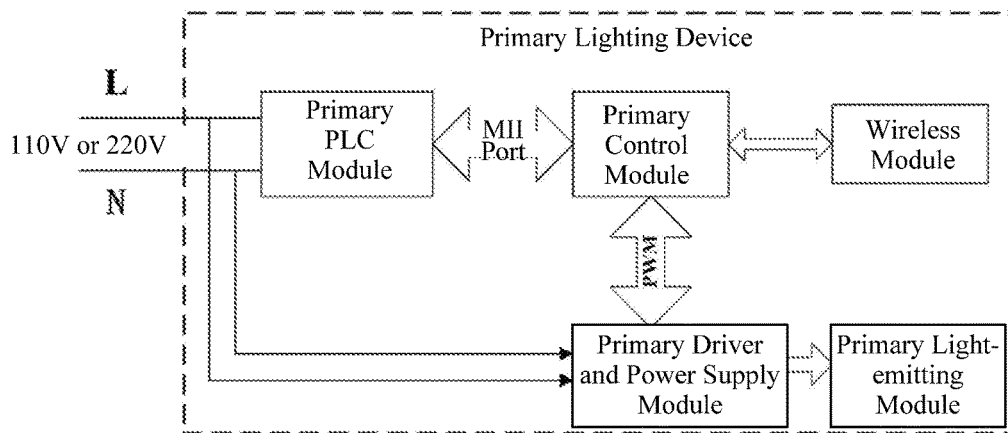 Primary Lighting Device
L
110V or 220V
N
Primary
PLC
Module
MII
Port
Primary
Control
Module
Wireless
Module
PWM
Primary Driver
and Power Supply
Module
Primary Light-
emitting
Module